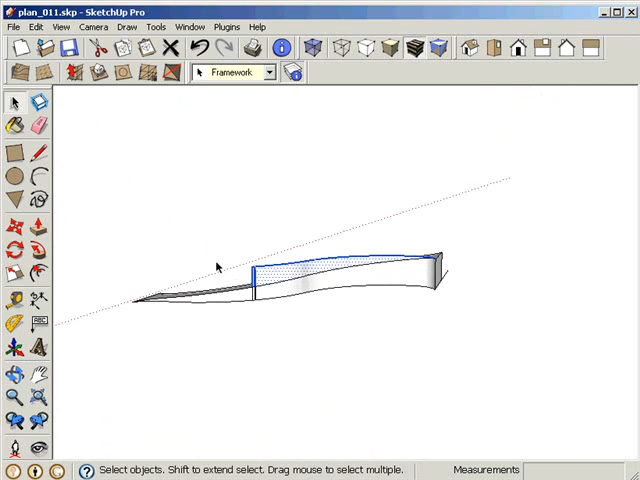 plan_011.skp - SketchUp Pro
File Edit View Camera Draw Tools Window Plugins Help
Framework
ABC
A
Select objects. Shift to extend select. Drag mouse to select multiple. Measurements